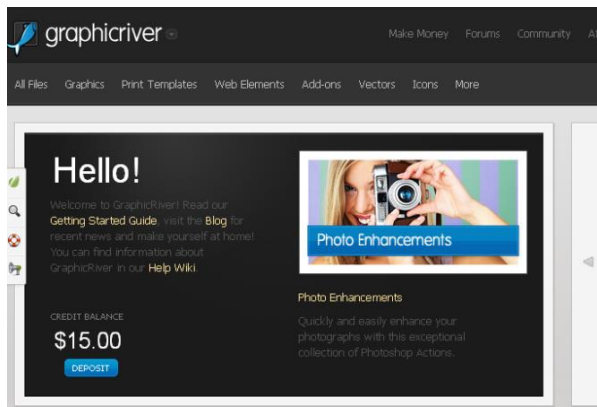 graphicriver
Make Money Forums Community
All Files Graphics Print Templates Web Elements Add-ons Vectors Icons More
Hello!
Welcome to GraphicRiver! Read our
Getting Started Guide, visit the Blog for
recent news and make yourself at home!
You can find information about
GraphicRiver in our Help Wiki.
Photo Enhancements
Photo Enhancements
Quickly and easily enhance your
photographs with this exceptional
collection of Photoshop Actions.
CREDIT BALANCE
$15.00
DEPOSIT